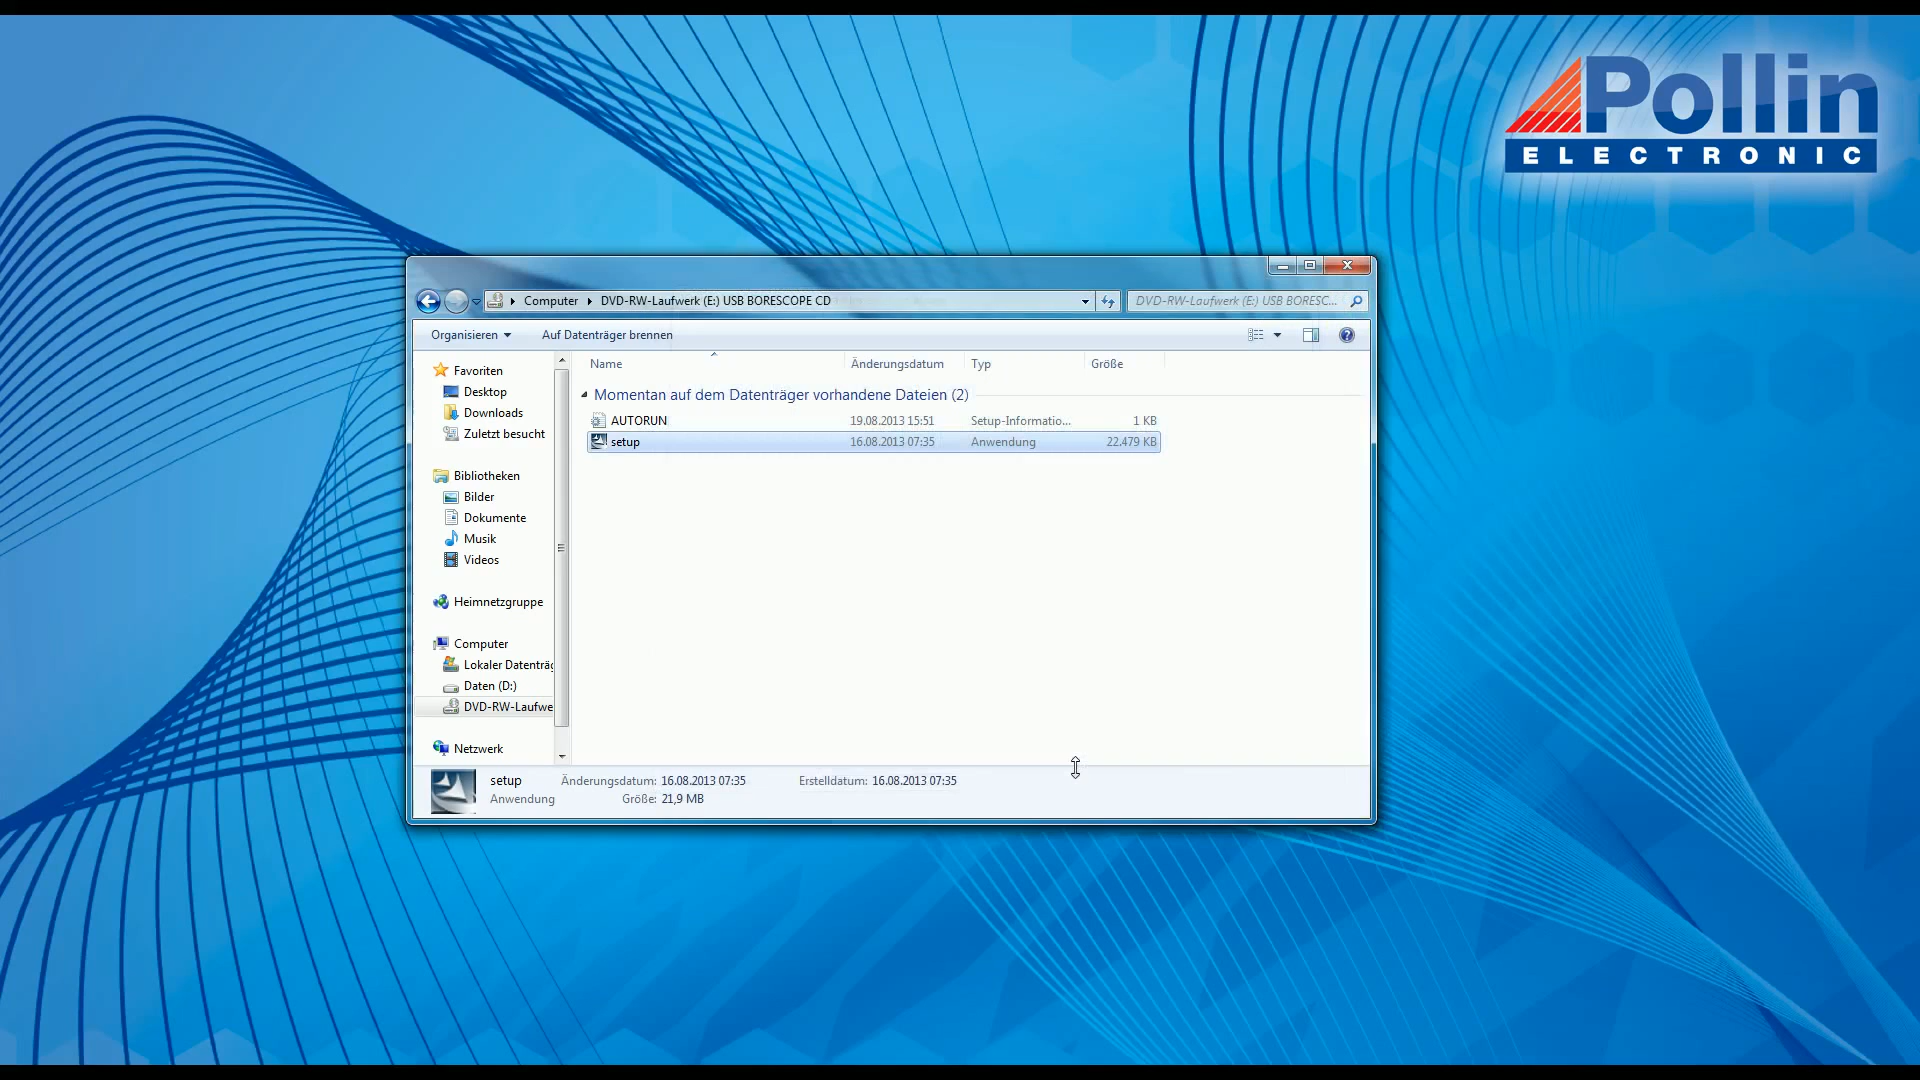 Pollin
ELECTRONIC
Computer DVD-RW-Laufwerk (E:) USB BORESCOPE CD
DVD-RW-Laufwerk (E:) USB BORESC...
Organisieren Auf Datenträger brennen
Name Änderungsdatum Typ Größe
Momentan auf dem Datenträger vorhandene Dateien (2)
AUTORUN 19.08.2013 15:51 Setup-Informatio... 1 KB
setup 16.08.2013 07:35 Anwendung 22.479 KB
Favoriten
Desktop
Downloads
Zuletzt besucht
Bibliotheken
Bilder
Dokumente
Musik
Videos
Heimnetzgruppe
Computer
Lokaler Datenträg
Daten (D:)
DVD-RW-Laufwe
Netzwerk
setup Änderungsdatum: 16.08.2013 07:35 Erstelldatum: 16.08.2013 07:35
Anwendung Größe: 21,9 MB